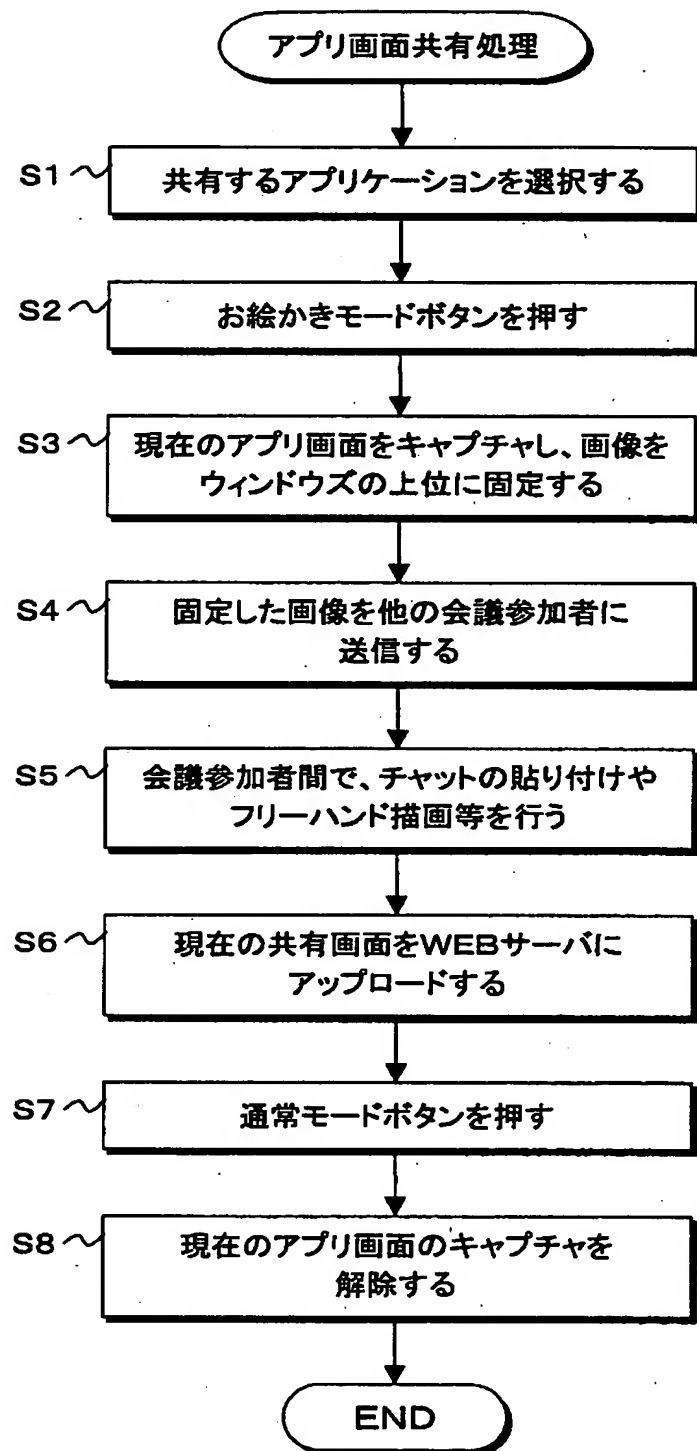 アプリ画面共有処理
S1 共有するアプリケーションを選択する
S2 お絵かきモードボタンを押す
S3 現在のアプリ画面をキャプチャし、画像を
ウィンドウズの上位に固定する
S4 固定した画像を他の会議参加者に
送信する
S5 会議参加者間で、チャットの貼り付けや
フリーハンド描画等を行う
S6 現在の共有画面をWEBサーバに
アップロードする
S7 通常モードボタンを押す
S8 現在のアプリ画面のキャプチャを
解除する
END